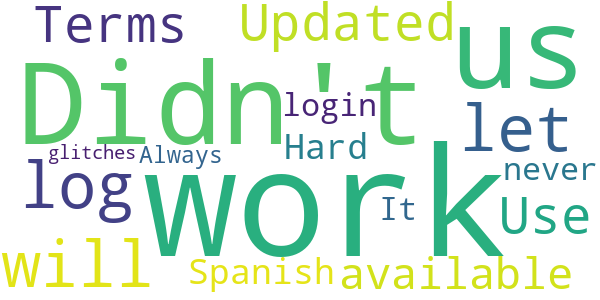 Terms Updated us
Didn't
login let
glitches Always Hard never
log work It Use
will Spanish available